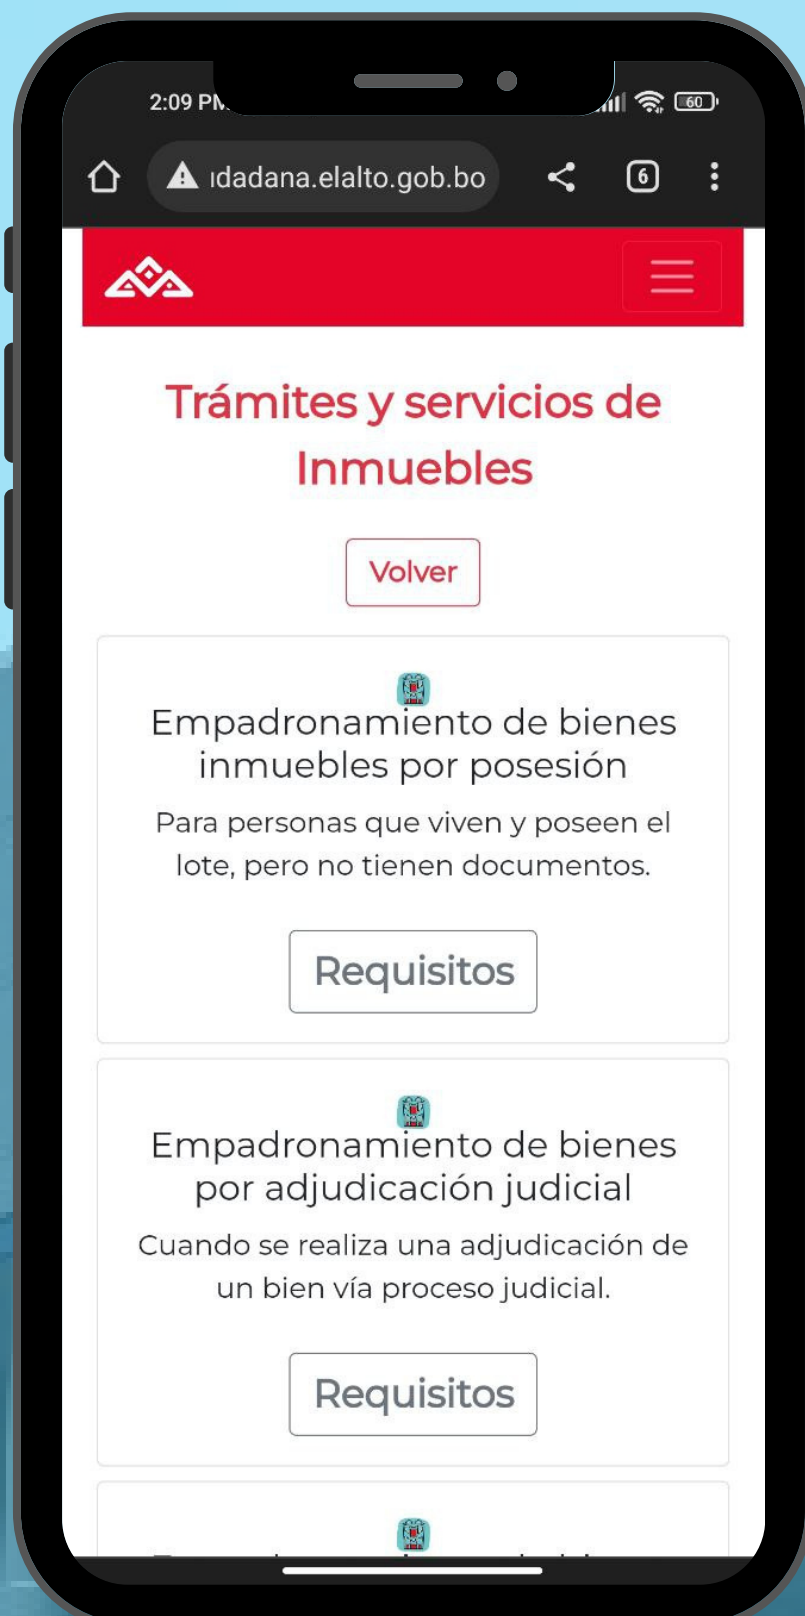 2:09 PM
60
idadana.elalto.gob.bo
6
Trámites y servicios de
Inmuebles
Volver
Empadronamiento de bienes
inmuebles por posesión
Para personas que viven y poseen el
lote, pero no tienen documentos.
Requisitos
Empadronamiento de bienes
por adjudicación judicial
Cuando se realiza una adjudicación de
un bien vía proceso judicial.
Requisitos